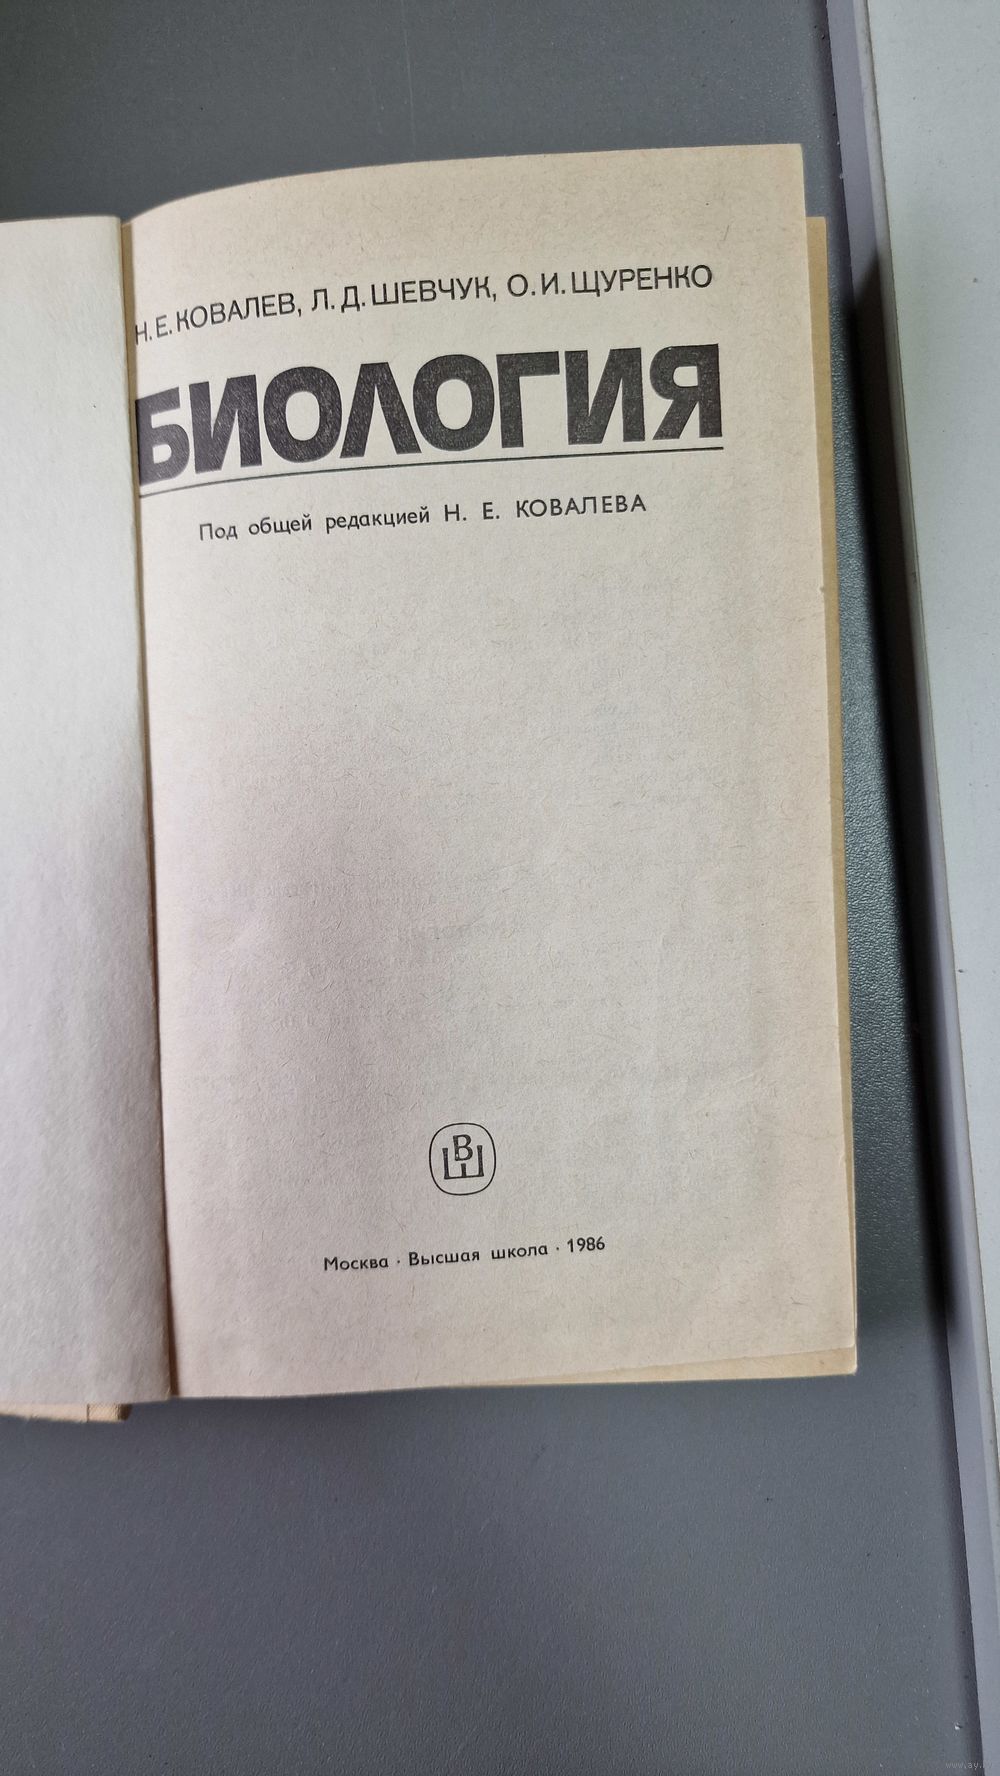 Н. Е. КОВАЛЕВ, Л. Д. ШЕВЧУК, О. И. ЩУРЕНКО
БИОЛОГИЯ
Под общей редакцией Н. Е. КОВАЛЕВА
ВШ
Москва · Высшая школа · 1986